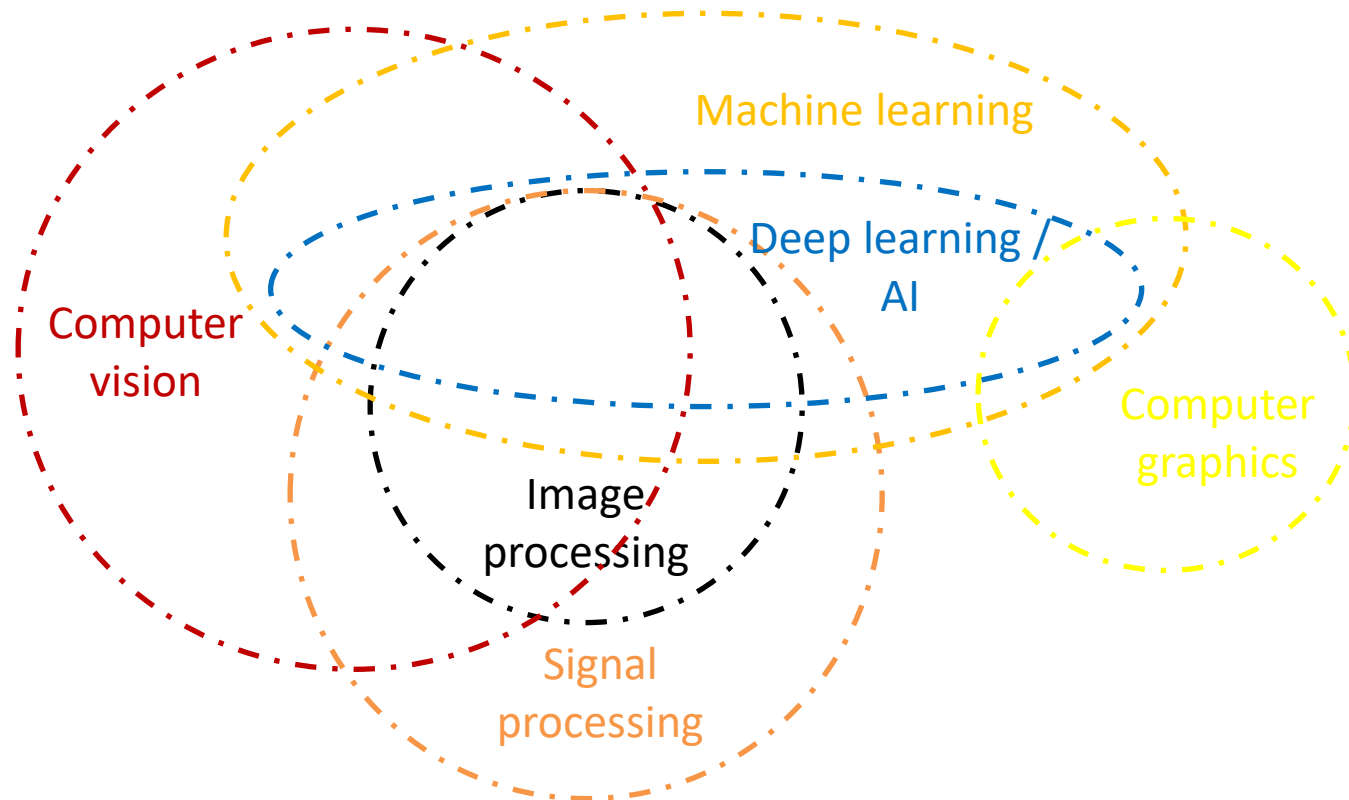 Machine learning
Deep learning /
AI
Computer
vision
Computer
graphics
Image
processing
Signal
processing